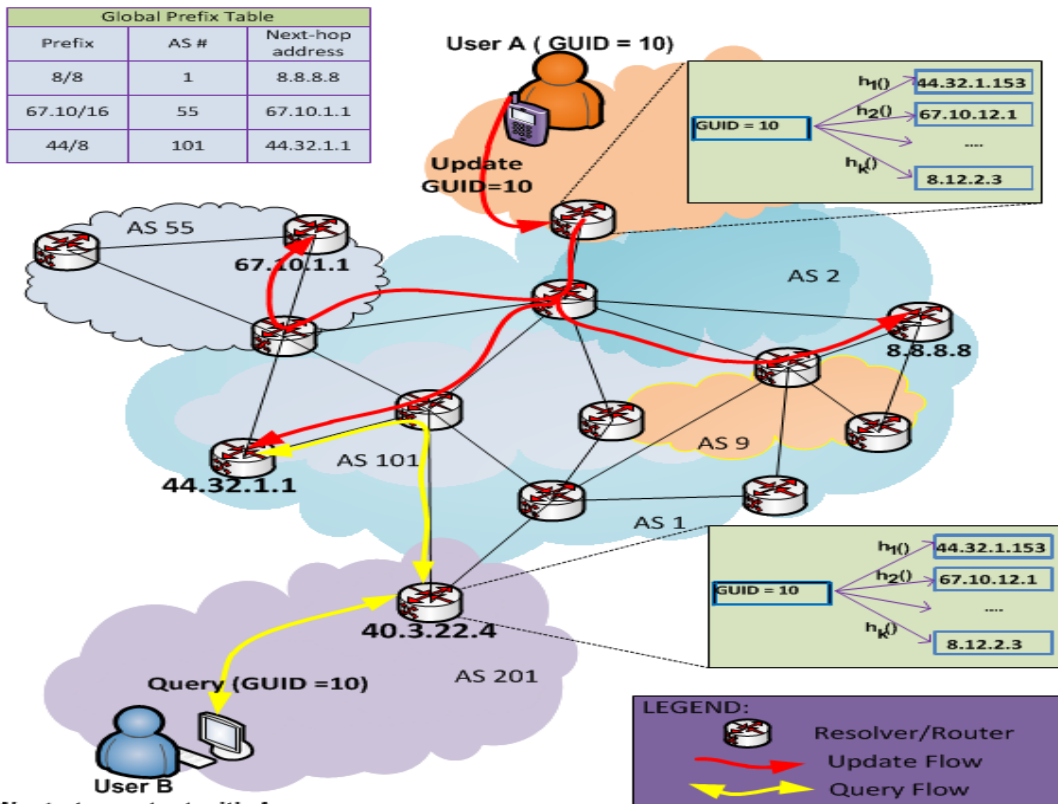 Global Prefix Table
Prefix AS # Next-hop address
8/8 1 8.8.8.8
67.10/16 55 67.10.1.1
44/8 101 44.32.1.1
User A ( GUID = 10)
Update
GUID=10
GUID = 10
h1() 44.32.1.153
h2() 67.10.12.1
....
hk() 8.12.2.3
AS 55
67.10.1.1
AS 2
8.8.8.8
AS 9
AS 101
44.32.1.1
AS 1
40.3.22.4
AS 201
Query (GUID =10)
User B
GUID = 10
h1() 44.32.1.153
h2() 67.10.12.1
....
hk() 8.12.2.3
LEGEND:
Resolver/Router
Update Flow
Query Flow